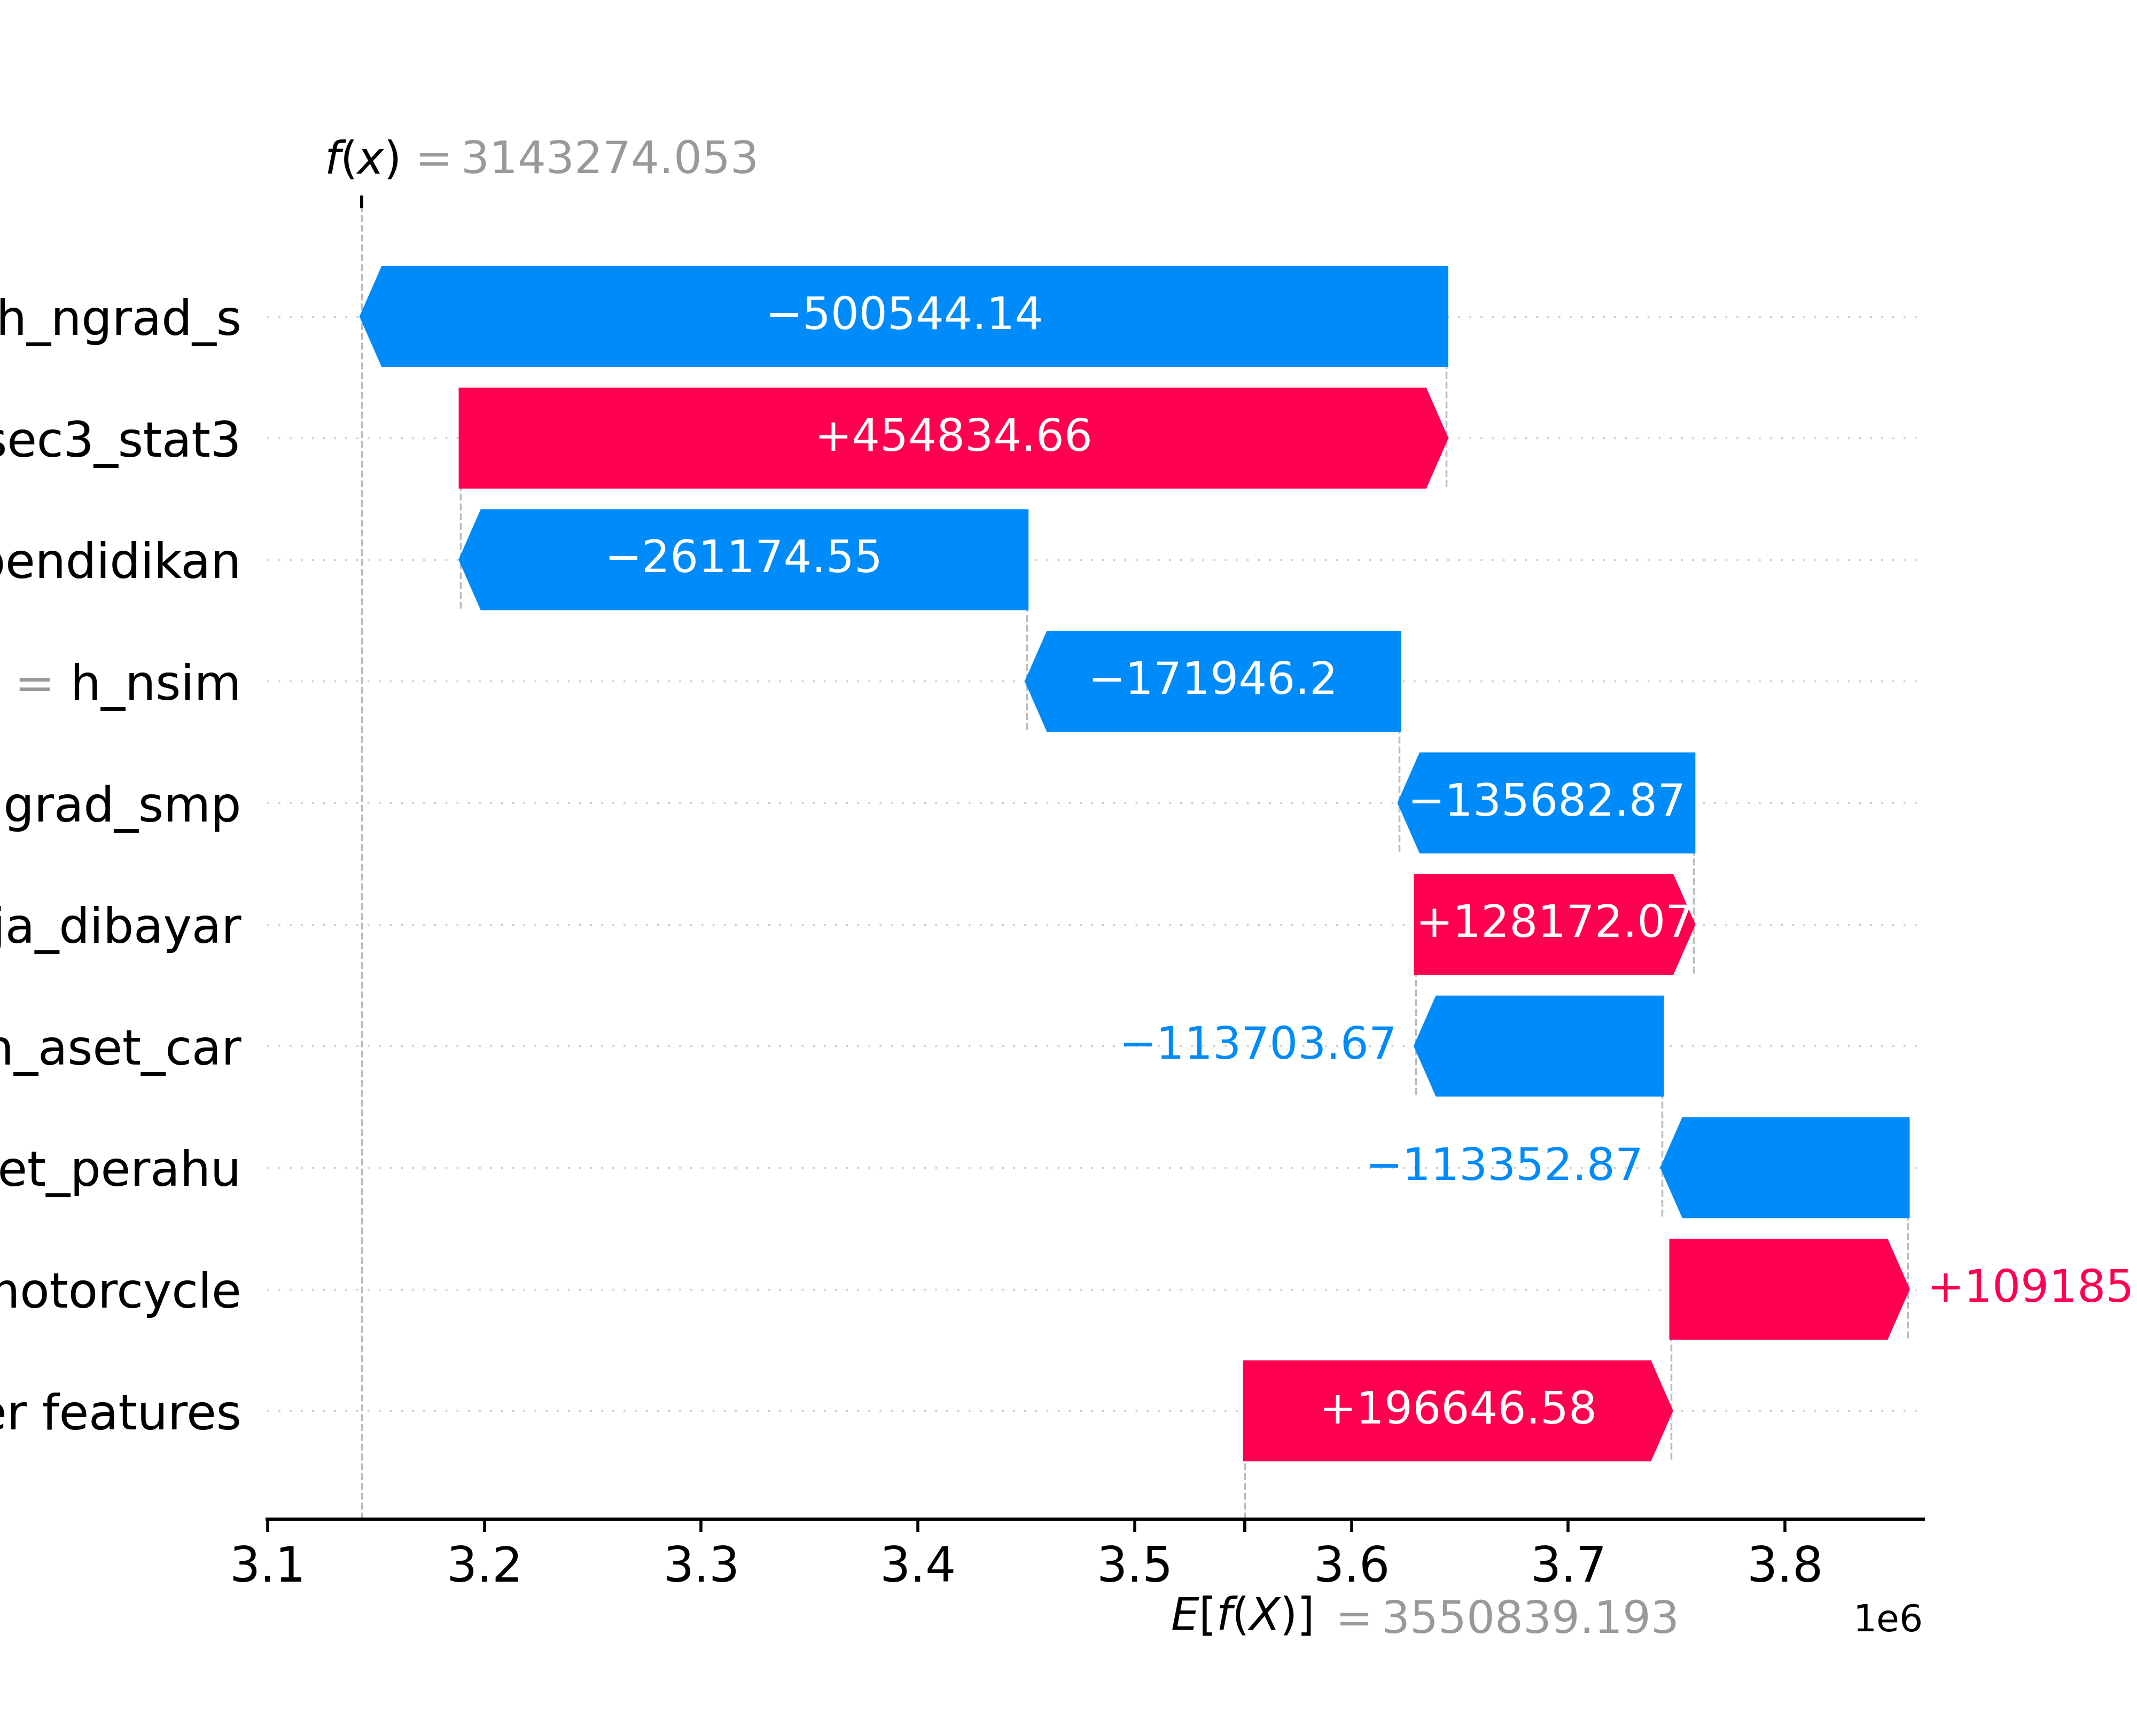 f(x) = 3143274.053
h_ngrad_s −500544.14
sec3_stat3 +454834.66
pendidikan −261174.55
= h_nsim −171946.2
grad_smp −135682.87
ja_dibayar +128172.07
_aset_car −113703.67
et_perahu −113352.87
motorcycle +109185
er features +196646.58
3.1 3.2 3.3 3.4 3.5 3.6 3.7 3.8
E[f(X)] = 3550839.193 1e6